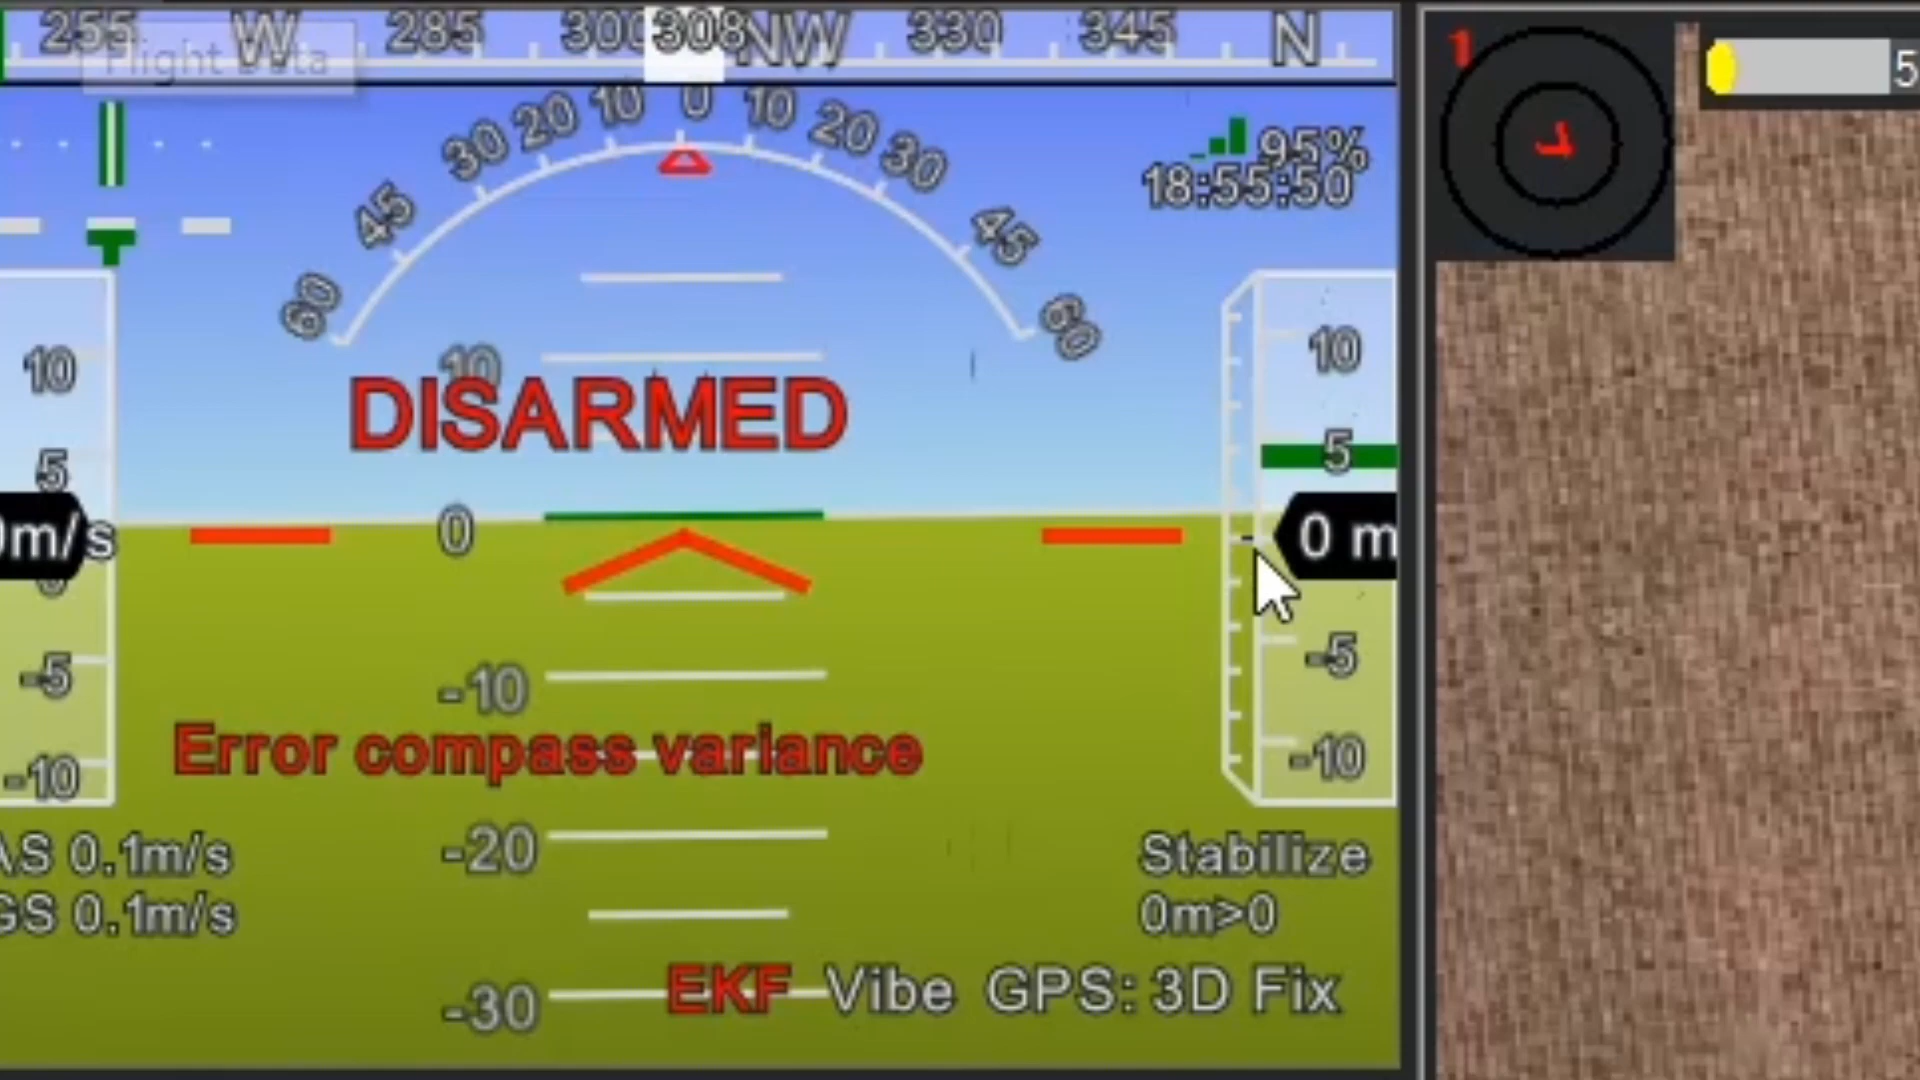 255 W 285 300 308 NW 330 345 N
Flight Data
60 45 30 20 10 0 10 20 30 45 60
95%
18:55:50
1
5
10
5
0m/s
0
-5
-10
10
DISARMED
0
-10
Error compass variance
-20
-30
10
5
0 m
-5
-10
AS 0.1m/s
GS 0.1m/s
Stabilize
0m>0
EKF Vibe GPS: 3D Fix